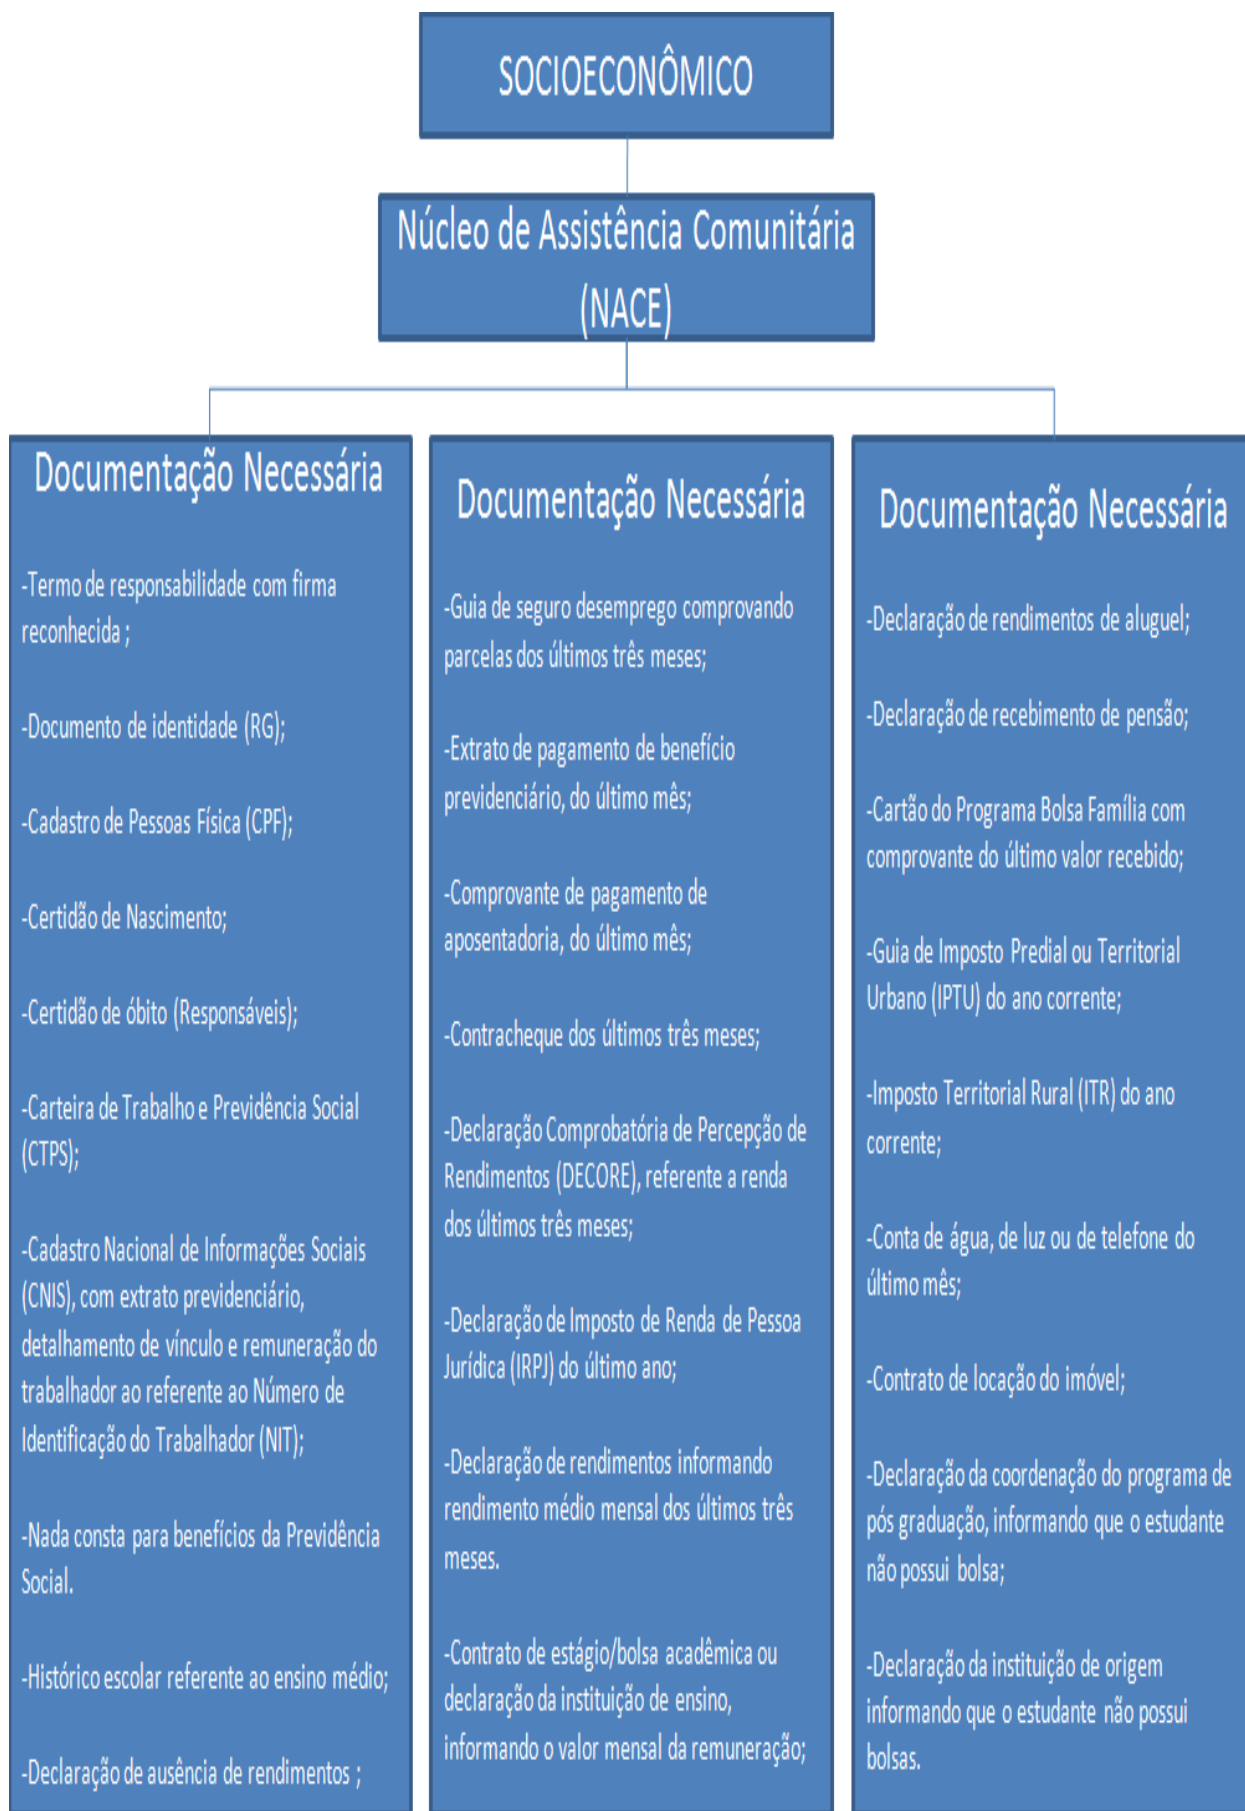 SOCIOECONÔMICO
Núcleo de Assistência Comunitária
(NACE)
Documentação Necessária
-Termo de responsabilidade com firma
reconhecida ;
-Documento de identidade (RG);
-Cadastro de Pessoas Física (CPF);
-Certidão de Nascimento;
-Certidão de óbito (Responsáveis);
-Carteira de Trabalho e Previdência Social
(CTPS);
-Cadastro Nacional de Informações Sociais
(CNIS), com extrato previdenciário,
detalhamento de vínculo e remuneração do
trabalhador ao referente ao Número de
Identificação do Trabalhador (NIT);
-Nada consta para benefícios da Previdência
Social.
-Histórico escolar referente ao ensino médio;
-Declaração de ausência de rendimentos ;
Documentação Necessária
-Guia de seguro desemprego comprovando
parcelas dos últimos três meses;
-Extrato de pagamento de benefício
previdenciário, do último mês;
-Comprovante de pagamento de
aposentadoria, do último mês;
-Contracheque dos últimos três meses;
-Declaração Comprobatória de Percepção de
Rendimentos (DECORE), referente a renda
dos últimos três meses;
-Declaração de Imposto de Renda de Pessoa
Jurídica (IRPJ) do último ano;
-Declaração de rendimentos informando
rendimento médio mensal dos últimos três
meses.
-Contrato de estágio/bolsa acadêmica ou
declaração da instituição de ensino,
informando o valor mensal da remuneração;
Documentação Necessária
-Declaração de rendimentos de aluguel;
-Declaração de recebimento de pensão;
-Cartão do Programa Bolsa Família com
comprovante do último valor recebido;
-Guia de Imposto Predial ou Territorial
Urbano (IPTU) do ano corrente;
-Imposto Territorial Rural (ITR) do ano
corrente;
-Conta de água, de luz ou de telefone do
último mês;
-Contrato de locação do imóvel;
-Declaração da coordenação do programa de
pós graduação, informando que o estudante
não possui bolsa;
-Declaração da instituição de origem
informando que o estudante não possui
bolsas.